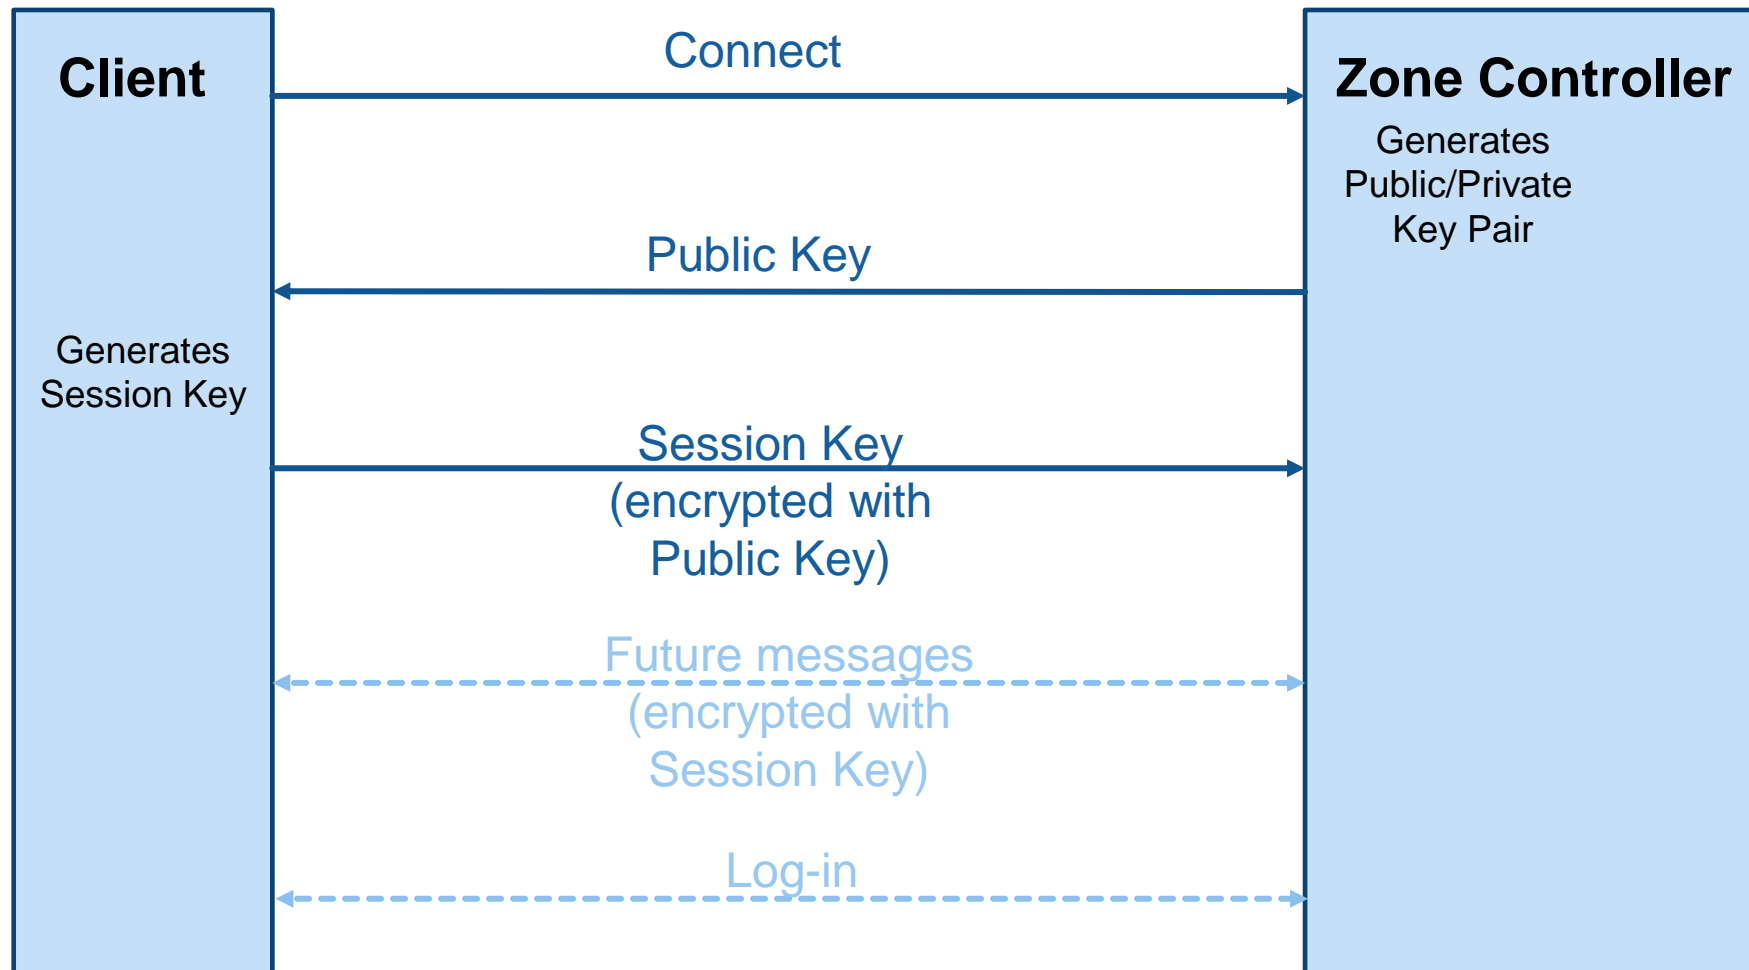 Client
Connect
Zone Controller
Generates
Public/Private
Key Pair
Public Key
Generates
Session Key
Session Key
(encrypted with
Public Key)
Future messages
(encrypted with
Session Key)
Log-in